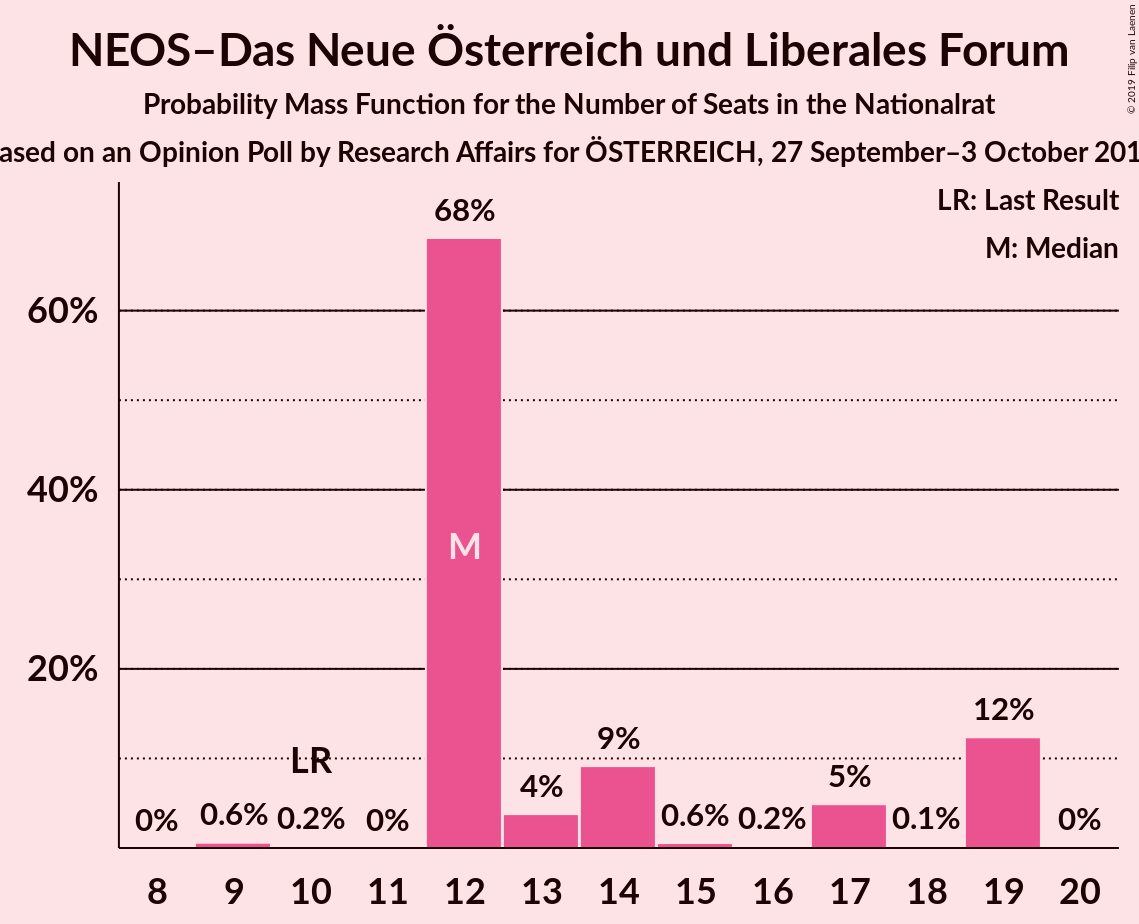 NEOS–Das Neue Österreich und Liberales Forum
Probability Mass Function for the Number of Seats in the Nationalrat
ased on an Opinion Poll by Research Affairs for ÖSTERREICH, 27 September–3 October 201
© 2019 Filip van Laenen
LR: Last Result
M: Median
68%
60%
40%
M
20%
12%
LR
9%
5%
4%
0% 0.6% 0.2% 0% 0.6% 0.2% 0.1% 0%
8 9 10 11 12 13 14 15 16 17 18 19 20